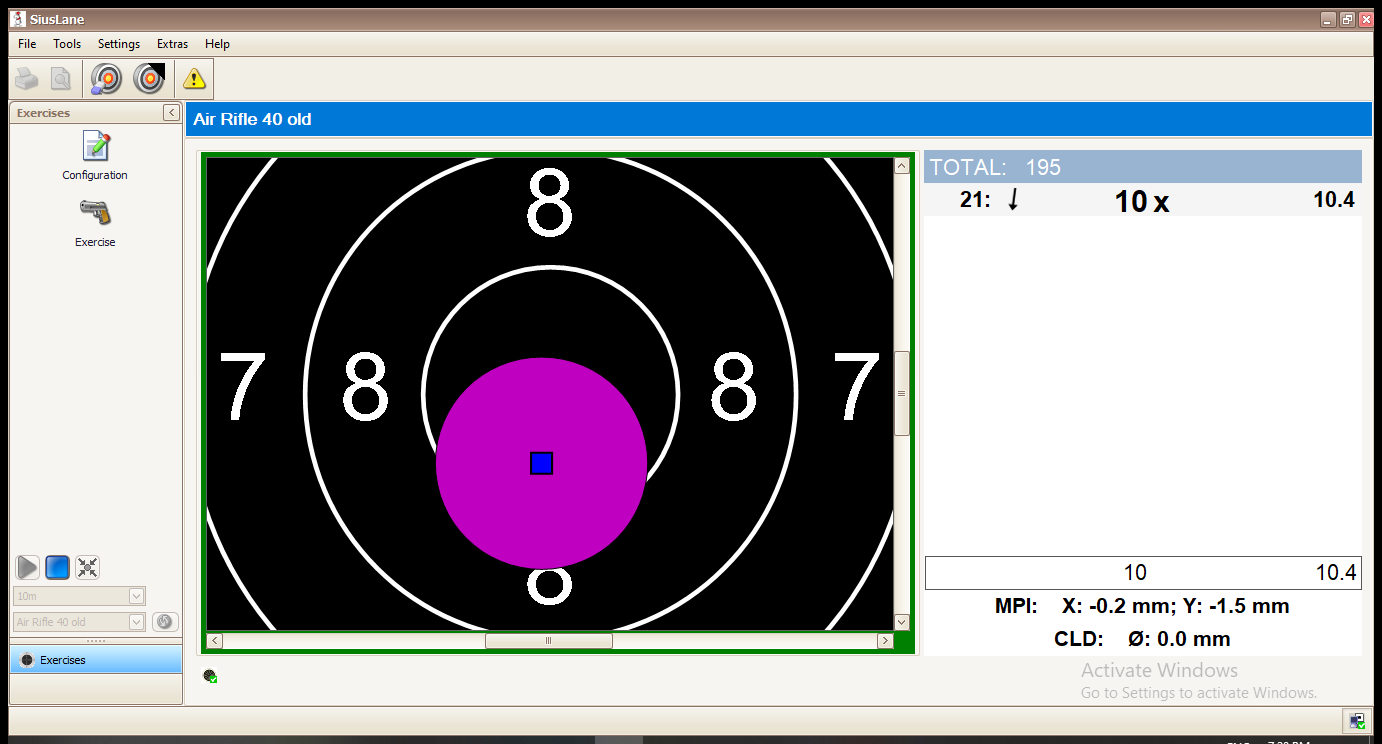 SiusLane
File Tools Settings Extras Help
Exercises
Configuration
Exercise
10m
Air Rifle 40 old
Exercises
Air Rifle 40 old
8
7 8 8 7
TOTAL: 195
21: 10 x 10.4
10 10.4
MPI: X: -0.2 mm; Y: -1.5 mm
CLD: Ø: 0.0 mm
Activate Windows
Go to Settings to activate Windows.